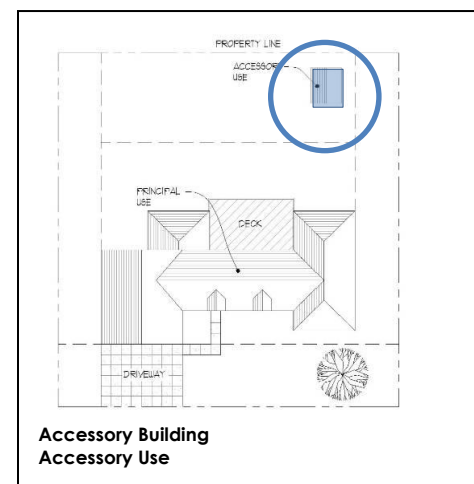 PROPERTY LINE
ACCESSORY
USE
PRINCIPAL
USE
DECK
DRIVEWAY
Accessory Building
Accessory Use